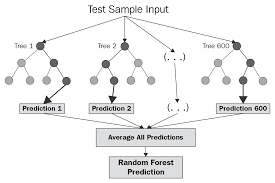 Test Sample Input
Tree 1
Tree 2
(. . .)
Tree 600
Prediction 1
Prediction 2
(. . .)
Prediction 600
Average All Predictions
Random Forest
Prediction